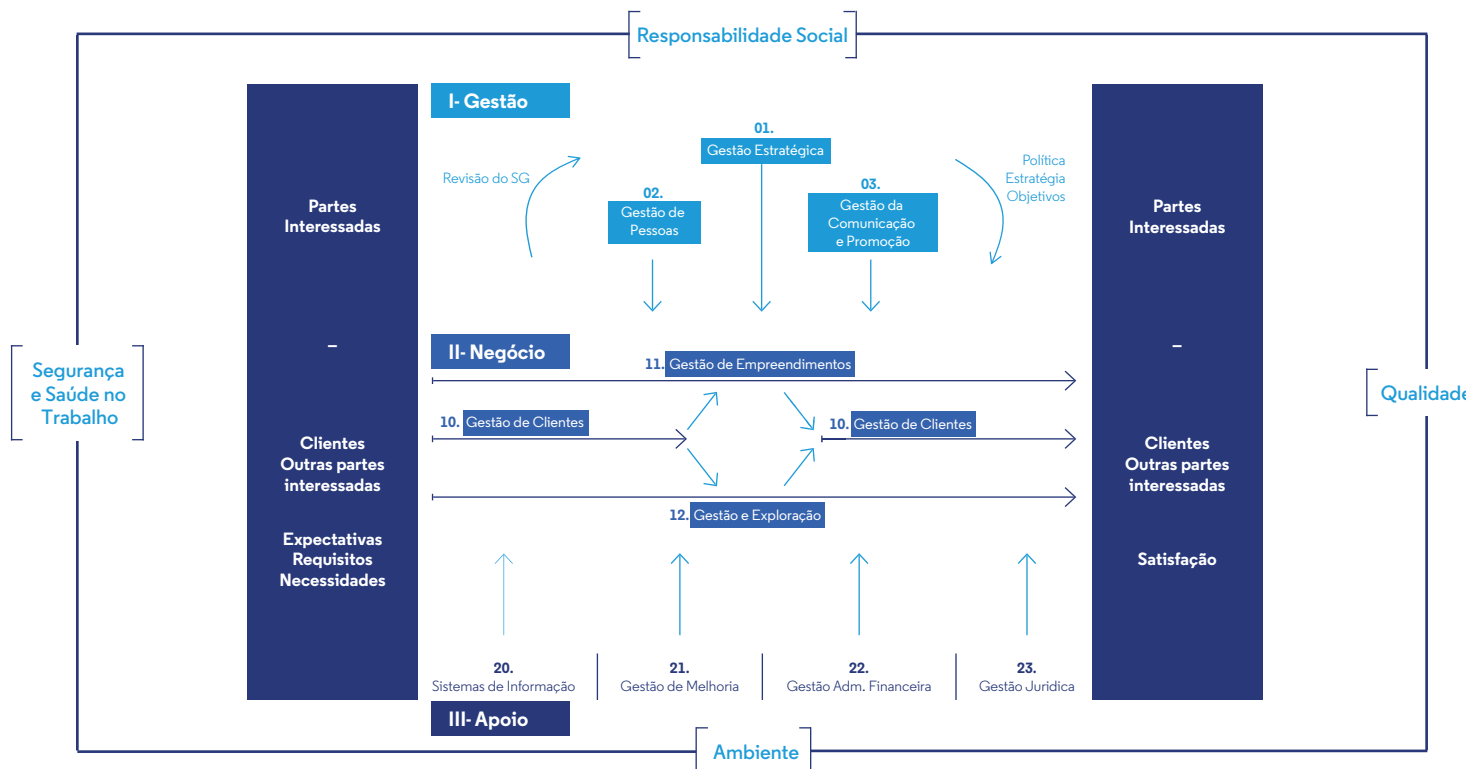 Responsabilidade Social
I- Gestão
01.
Gestão Estratégica
Revisão do SG
Política
Estratégia
Objetivos
02.
Gestão de
Pessoas
03.
Gestão da
Comunicação
e Promoção
Partes
Interessadas
–
Clientes
Outras partes
interessadas
Expectativas
Requisitos
Necessidades
Partes
Interessadas
–
Clientes
Outras partes
interessadas
Satisfação
Segurança
e Saúde no
Trabalho
Qualidade
II- Negócio
11. Gestão de Empreendimentos
10. Gestão de Clientes
10. Gestão de Clientes
12. Gestão e Exploração
20.
Sistemas de Informação
21.
Gestão de Melhoria
22.
Gestão Adm. Financeira
23.
Gestão Juridica
III- Apoio
Ambiente